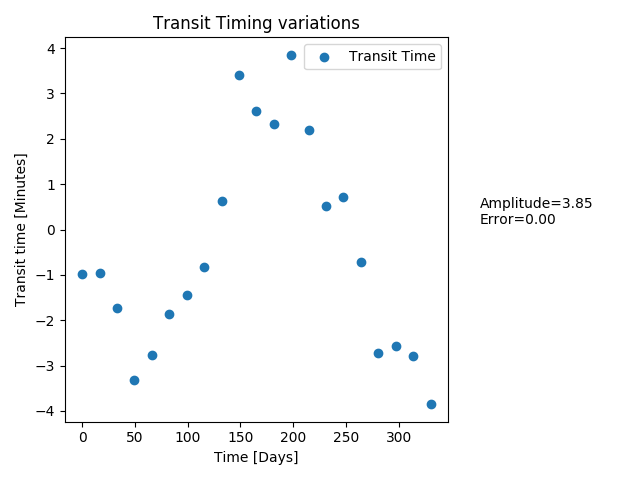 Transit Timing variations
Transit Time
Transit time [Minutes]
4
3
2
1
0
−1
−2
−3
−4
0
50
100
150
200
250
300
Time [Days]
Amplitude=3.85
Error=0.00